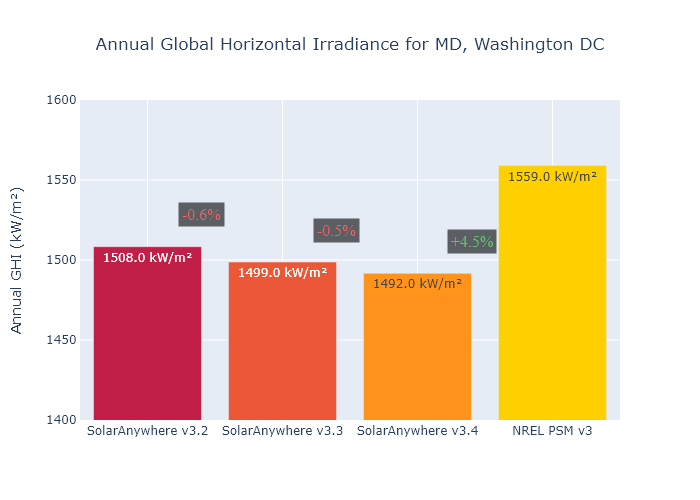 Annual Global Horizontal Irradiance for MD, Washington DC
Annual GHI (kW/m²)
1600
1550
1500
1450
1400
-0.6%
-0.5%
+4.5%
1508.0 kW/m²
1499.0 kW/m²
1492.0 kW/m²
1559.0 kW/m²
SolarAnywhere v3.2
SolarAnywhere v3.3
SolarAnywhere v3.4
NREL PSM v3